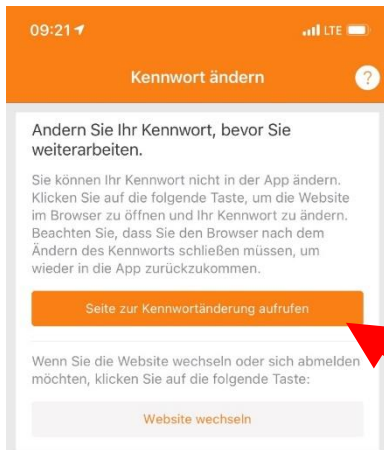 09:21 LTE
Kennwort ändern ?
Ändern Sie Ihr Kennwort, bevor Sie
weiterarbeiten.
Sie können Ihr Kennwort nicht in der App ändern.
Klicken Sie auf die folgende Taste, um die Website
im Browser zu öffnen und Ihr Kennwort zu ändern.
Beachten Sie, dass Sie den Browser nach dem
Ändern des Kennworts schließen müssen, um
wieder in die App zurückzukommen.
Seite zur Kennwortänderung aufrufen
Wenn Sie die Website wechseln oder sich abmelden
möchten, klicken Sie auf die folgende Taste:
Website wechseln